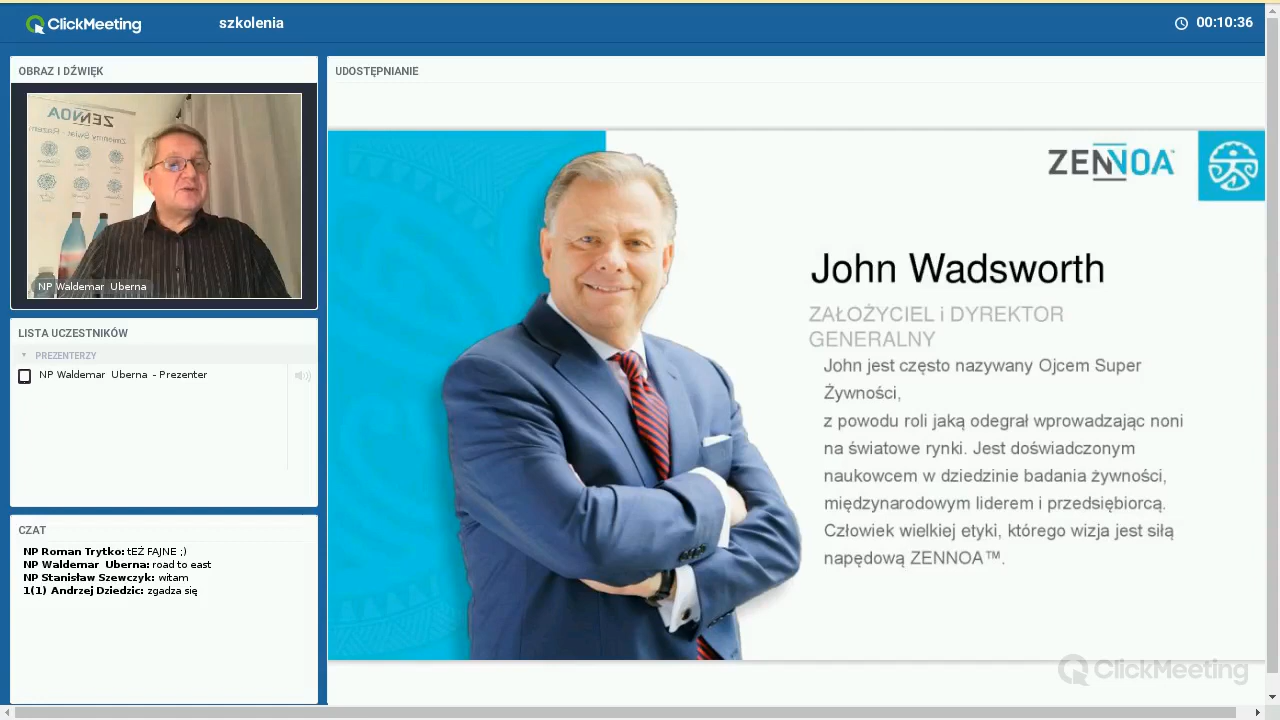 ClickMeeting
szkolenia
00:10:36
OBRAZ I DŹWIĘK
ZENNOA
NP Waldemar Uberna
LISTA UCZESTNIKÓW
PREZENTERZY
NP Waldemar Uberna - Prezenter
CZAT
NP Roman Trytko: tEŻ FAJNE ;)
NP Waldemar Uberna: road to east
NP Stanisław Szewczyk: witam
1(1) Andrzej Dziedzic: zgadza się
UDOSTĘPNIANIE
ZENNOA™
John Wadsworth
ZAŁOŻYCIEL i DYREKTOR
GENERALNY
John jest często nazywany Ojcem Super
Żywności,
z powodu roli jaką odegrał wprowadzając noni
na światowe rynki. Jest doświadczonym
naukowcem w dziedzinie badania żywności,
międzynarodowym liderem i przedsiębiorcą.
Człowiek wielkiej etyki, którego wizja jest siłą
napędową ZENNOA™.
ClickMeeting